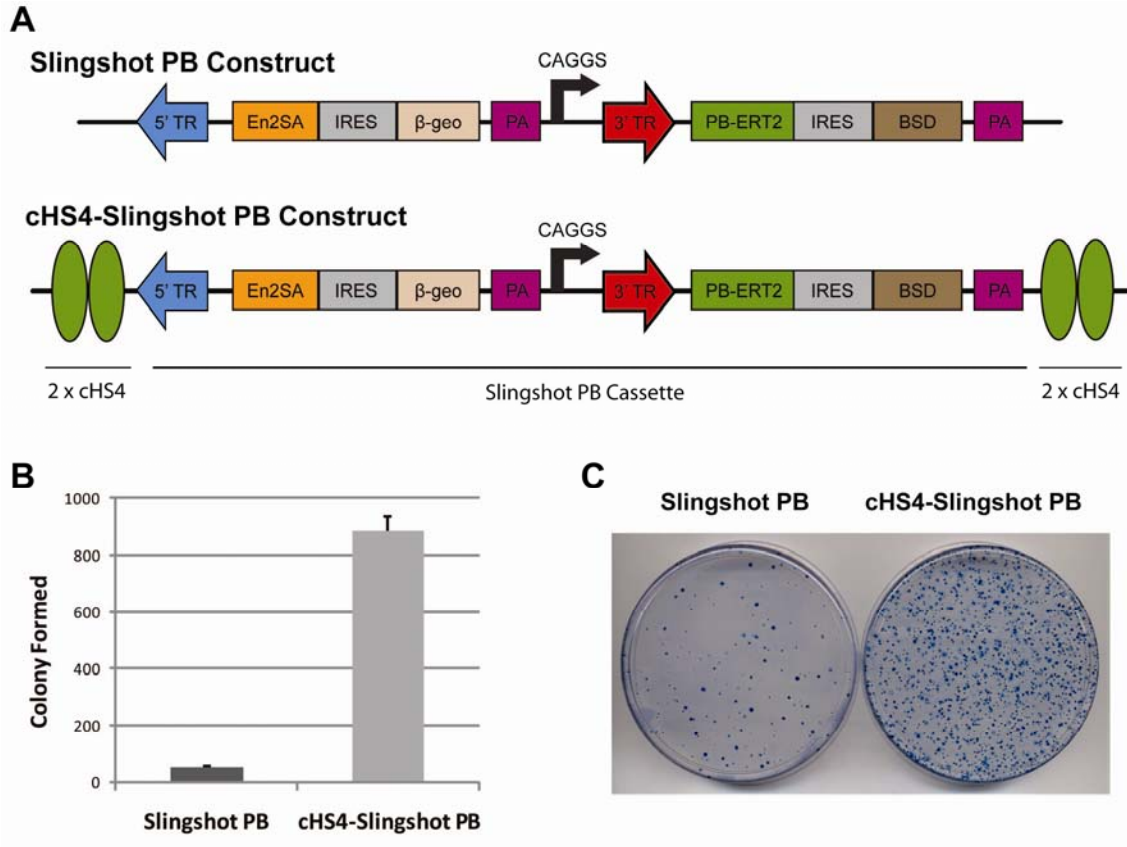 A
Slingshot PB Construct
CAGGS
5' TR En2SA IRES β-geo PA 3' TR PB-ERT2 IRES BSD PA
cHS4-Slingshot PB Construct
CAGGS
5' TR En2SA IRES β-geo PA 3' TR PB-ERT2 IRES BSD PA
2 x cHS4 Slingshot PB Cassette 2 x cHS4
B
Colony Formed
1000
800
600
400
200
0
Slingshot PB cHS4-Slingshot PB
C
Slingshot PB cHS4-Slingshot PB